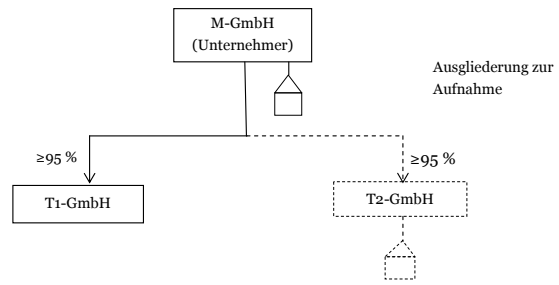 M-GmbH
(Unternehmer)
Ausgliederung zur
Aufnahme
≥95 %
≥95 %
T1-GmbH
T2-GmbH